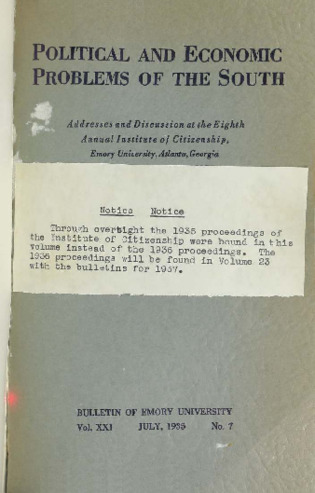 POLITICAL AND ECONOMIC
PROBLEMS OF THE SOUTH
Addresses and Discussion at the Eighth
Annual Institute of Citizenship,
Emory University, Atlanta, Georgia
Notice Notice
Through overtight the 1935 proceedings of
the Institute of Citizenship were bound in this
volume instead of the 1936 proceedings. The
1936 proceedings will be found in Volume 23
with the bulletins for 1937.
BULLETIN OF EMORY UNIVERSITY
Vol. XXI JULY, 1935 No. 7